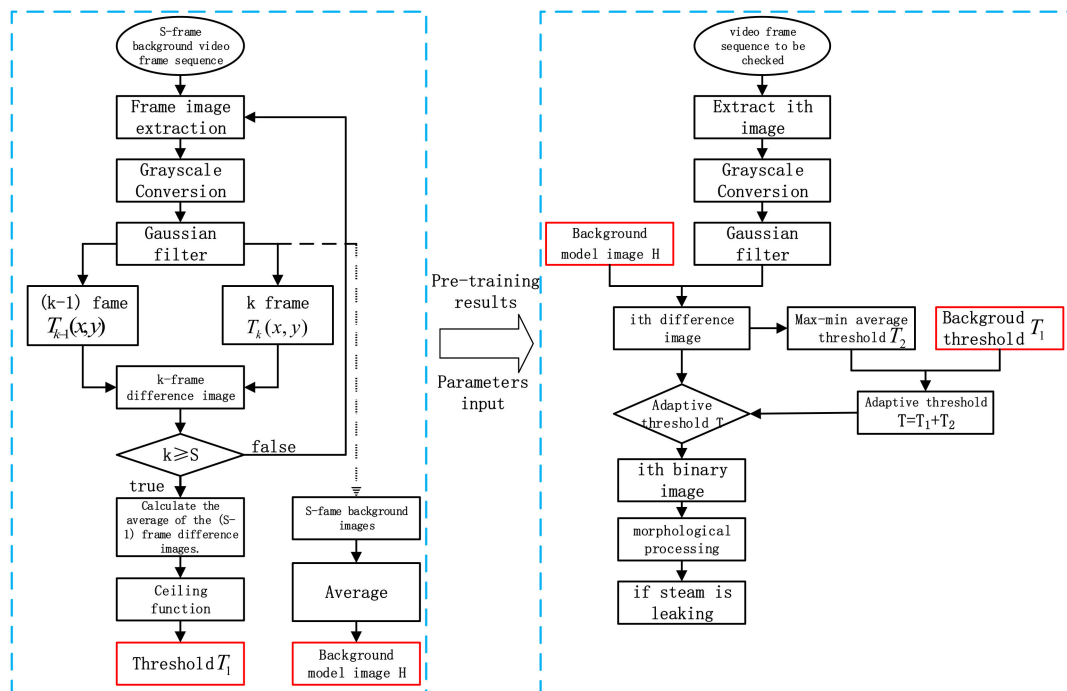 S-frame
background video
frame sequence
Frame image
extraction
Grayscale
Conversion
Gaussian
filter
(k-1) fame
T_{k-1}(x,y)
k frame
T_k(x,y)
k-frame
difference image
k≥S
false
true
Calculate the
average of the (S-
1) frame difference
images.
Ceiling
function
Threshold T_1
S-fame background
images
Average
Background
model image H
Pre-training
results
Parameters
input
video frame
sequence to be
checked
Extract ith
image
Grayscale
Conversion
Gaussian
filter
Background
model image H
ith difference
image
Max-min average
threshold T_2
Backgroud
threshold T_1
Adaptive threshold
T=T_1+T_2
Adaptive
threshold T
ith binary
image
morphological
processing
if steam is
leaking